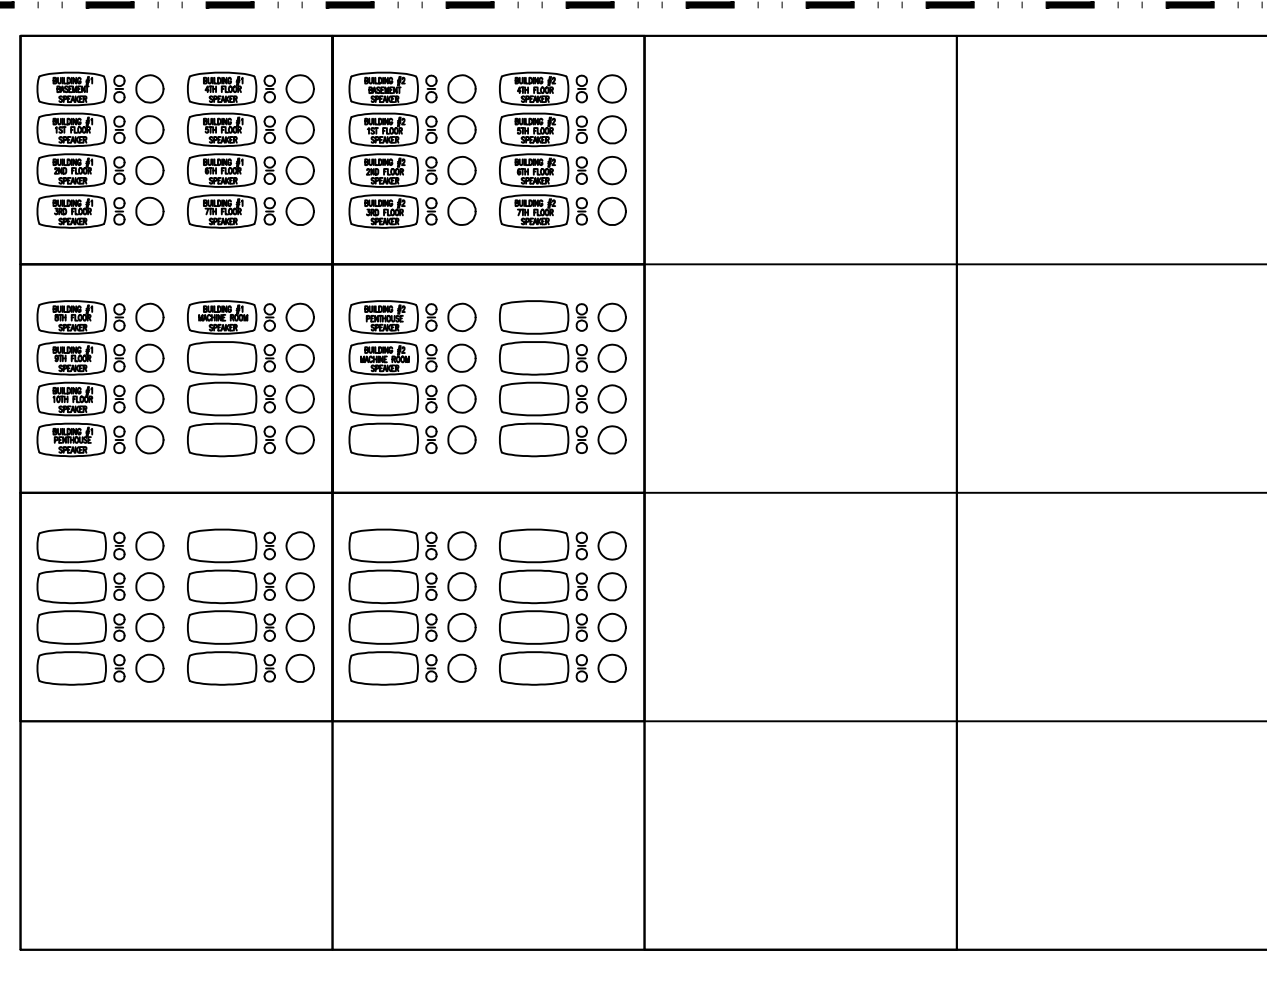 BUILDING #1
BASEMENT
SPEAKER
BUILDING #1
4TH FLOOR
SPEAKER
BUILDING #1
1ST FLOOR
SPEAKER
BUILDING #1
5TH FLOOR
SPEAKER
BUILDING #1
2ND FLOOR
SPEAKER
BUILDING #1
6TH FLOOR
SPEAKER
BUILDING #1
3RD FLOOR
SPEAKER
BUILDING #1
7TH FLOOR
SPEAKER
BUILDING #2
BASEMENT
SPEAKER
BUILDING #2
4TH FLOOR
SPEAKER
BUILDING #2
1ST FLOOR
SPEAKER
BUILDING #2
5TH FLOOR
SPEAKER
BUILDING #2
2ND FLOOR
SPEAKER
BUILDING #2
6TH FLOOR
SPEAKER
BUILDING #2
3RD FLOOR
SPEAKER
BUILDING #2
7TH FLOOR
SPEAKER
BUILDING #1
8TH FLOOR
SPEAKER
BUILDING #1
MACHINE ROOM
SPEAKER
BUILDING #1
9TH FLOOR
SPEAKER
BUILDING #1
10TH FLOOR
SPEAKER
BUILDING #1
PENTHOUSE
SPEAKER
BUILDING #2
PENTHOUSE
SPEAKER
BUILDING #2
MACHINE ROOM
SPEAKER